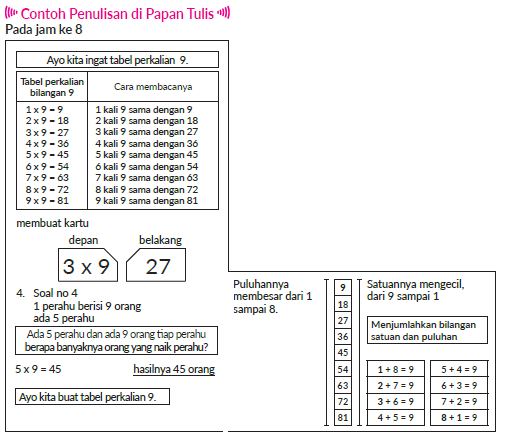 Contoh Penulisan di Papan Tulis
Pada jam ke 8
Ayo kita ingat tabel perkalian 9.
Tabel perkalian bilangan 9
Cara membacanya
1 x 9 = 9 1 kali 9 sama dengan 9
2 x 9 = 18 2 kali 9 sama dengan 18
3 x 9 = 27 3 kali 9 sama dengan 27
4 x 9 = 36 4 kali 9 sama dengan 36
5 x 9 = 45 5 kali 9 sama dengan 45
6 x 9 = 54 6 kali 9 sama dengan 54
7 x 9 = 63 7 kali 9 sama dengan 63
8 x 9 = 72 8 kali 9 sama dengan 72
9 x 9 = 81 9 kali 9 sama dengan 81
membuat kartu
depan belakang
3 x 9 27
4. Soal no 4
1 perahu berisi 9 orang
ada 5 perahu
Ada 5 perahu dan ada 9 orang tiap perahu
berapa banyaknya orang yang naik perahu?
5 x 9 = 45 hasilnya 45 orang
Ayo kita buat tabel perkalian 9.
Puluhannya
membesar dari 1
sampai 8.
9
18
27
36
45
54
63
72
81
Satuannya mengecil,
dari 9 sampai 1
Menjumlahkan bilangan
satuan dan puluhan
1 + 8 = 9 5 + 4 = 9
2 + 7 = 9 6 + 3 = 9
3 + 6 = 9 7 + 2 = 9
4 + 5 = 9 8 + 1 = 9